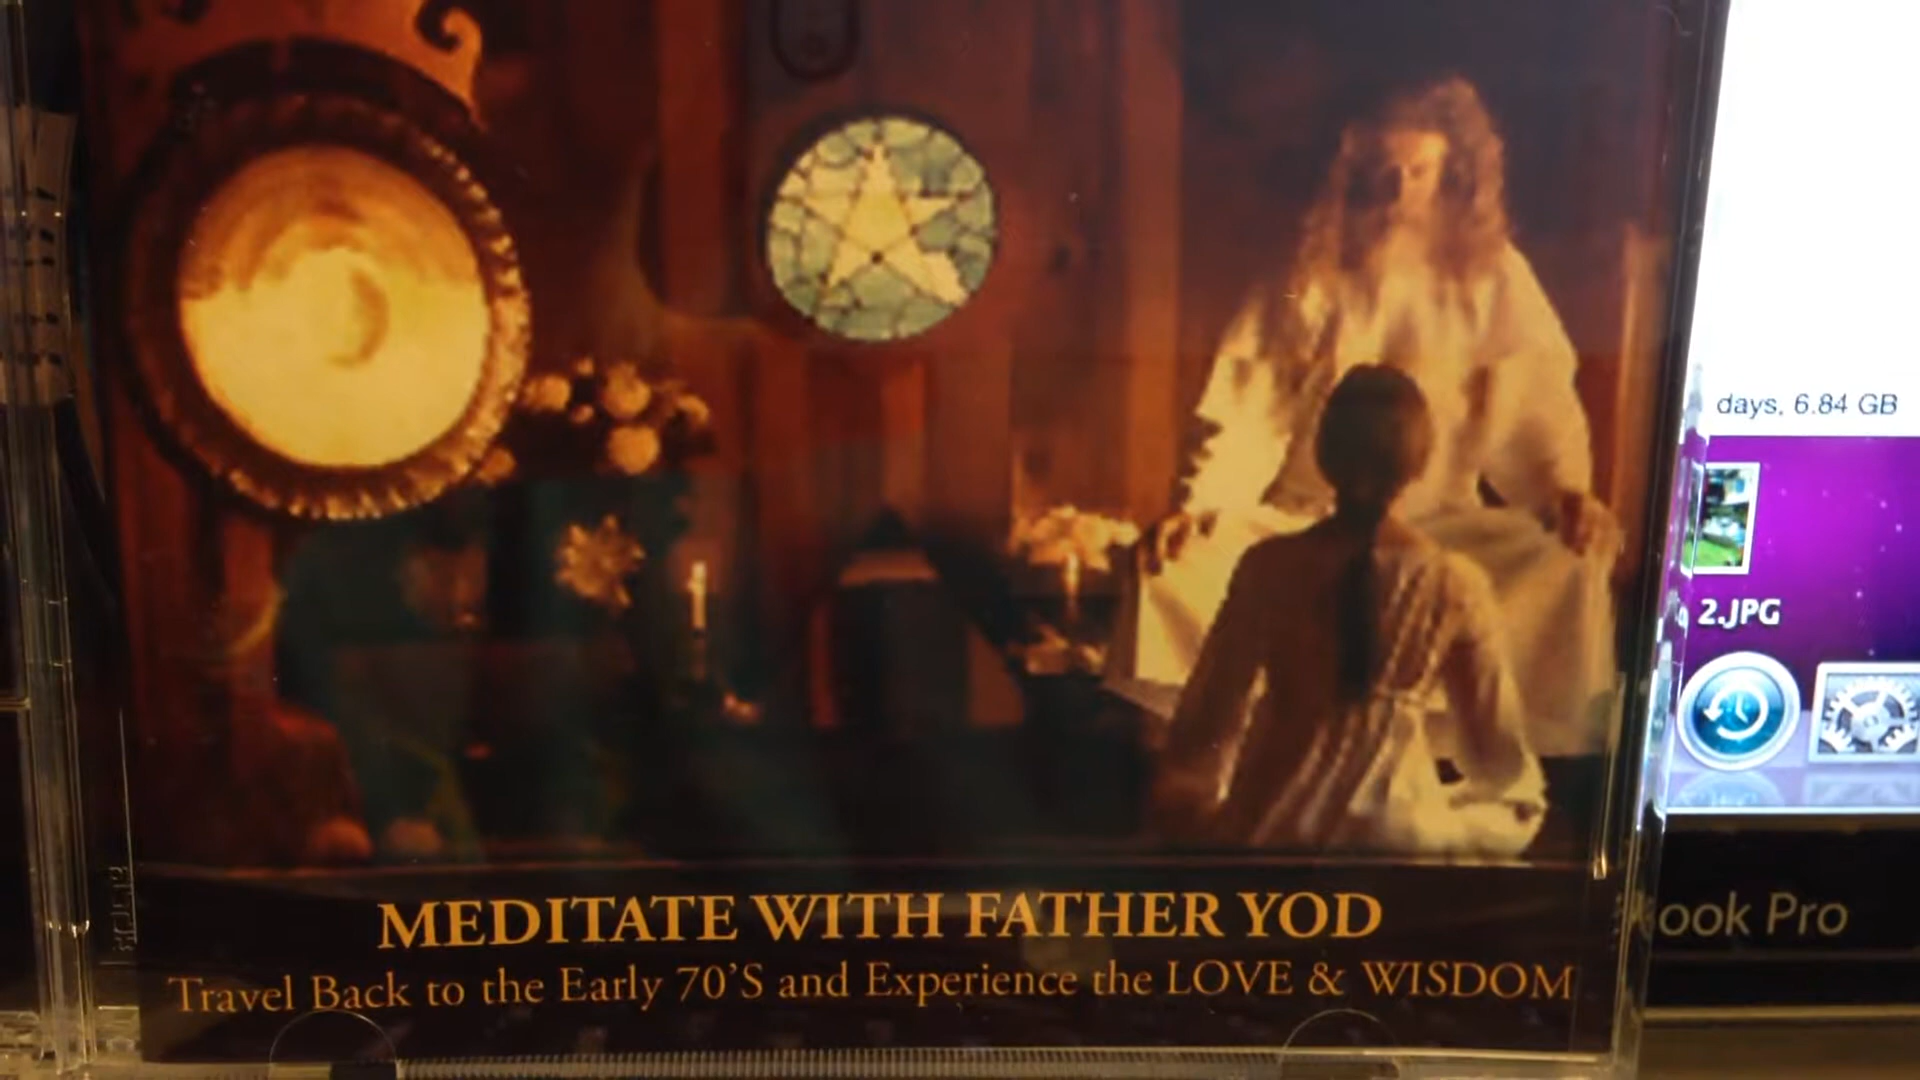 MEDITATE WITH FATHER YOD
Travel Back to the Early 70'S and Experience the LOVE & WISDOM
days, 6.84 GB
2.JPG
ook Pro